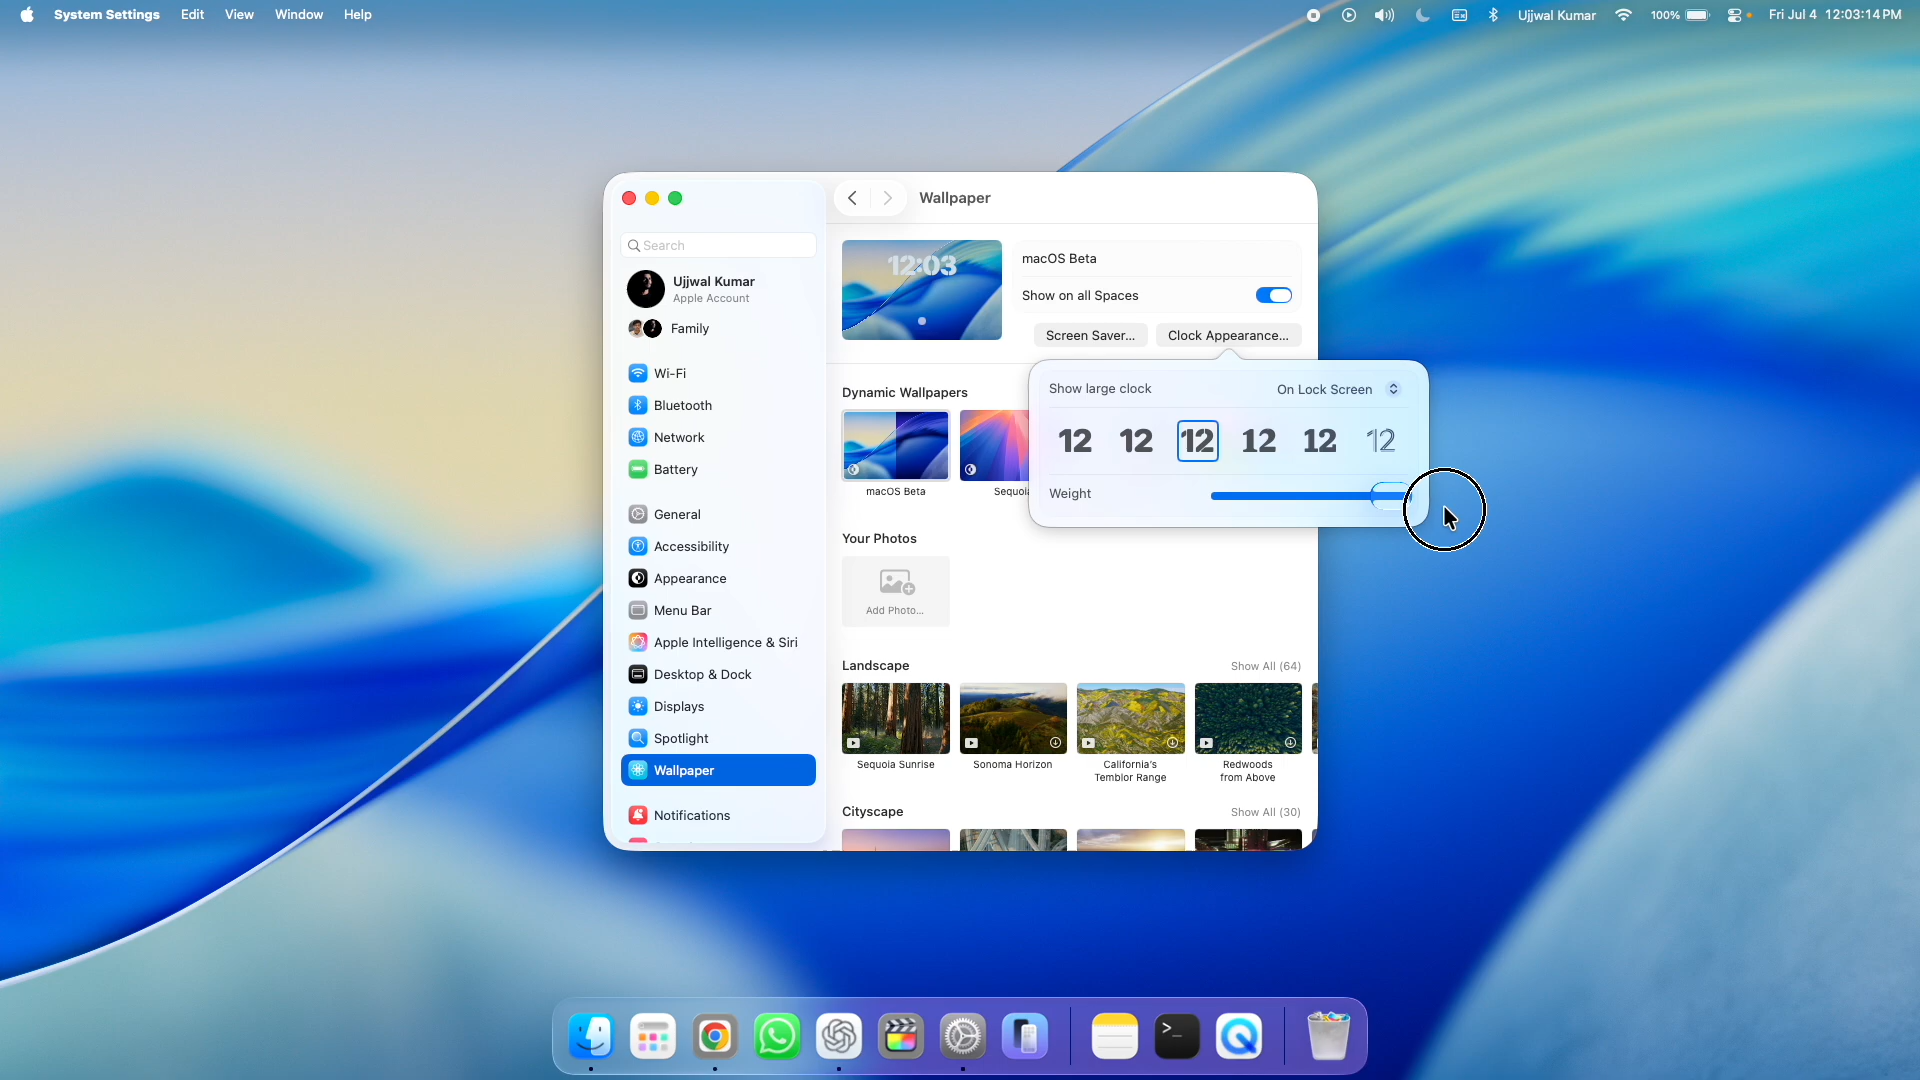 System Settings Edit View Window Help
Ujjwal Kumar 100% Fri Jul 4 12:03:14 PM
Wallpaper
Search
Ujjwal Kumar
Apple Account
Family
Wi-Fi
Bluetooth
Network
Battery
General
Accessibility
Appearance
Menu Bar
Apple Intelligence & Siri
Desktop & Dock
Displays
Spotlight
Wallpaper
Notifications
12:03
macOS Beta
Show on all Spaces
Screen Saver... Clock Appearance...
Show large clock On Lock Screen
12 12 12 12 12 12
Weight
Dynamic Wallpapers
macOS Beta
Sequoia
Your Photos
Add Photo...
Landscape Show All (64)
Sequoia Sunrise
Sonoma Horizon
California's
Temblor Range
Redwoods
from Above
Cityscape Show All (30)
>_